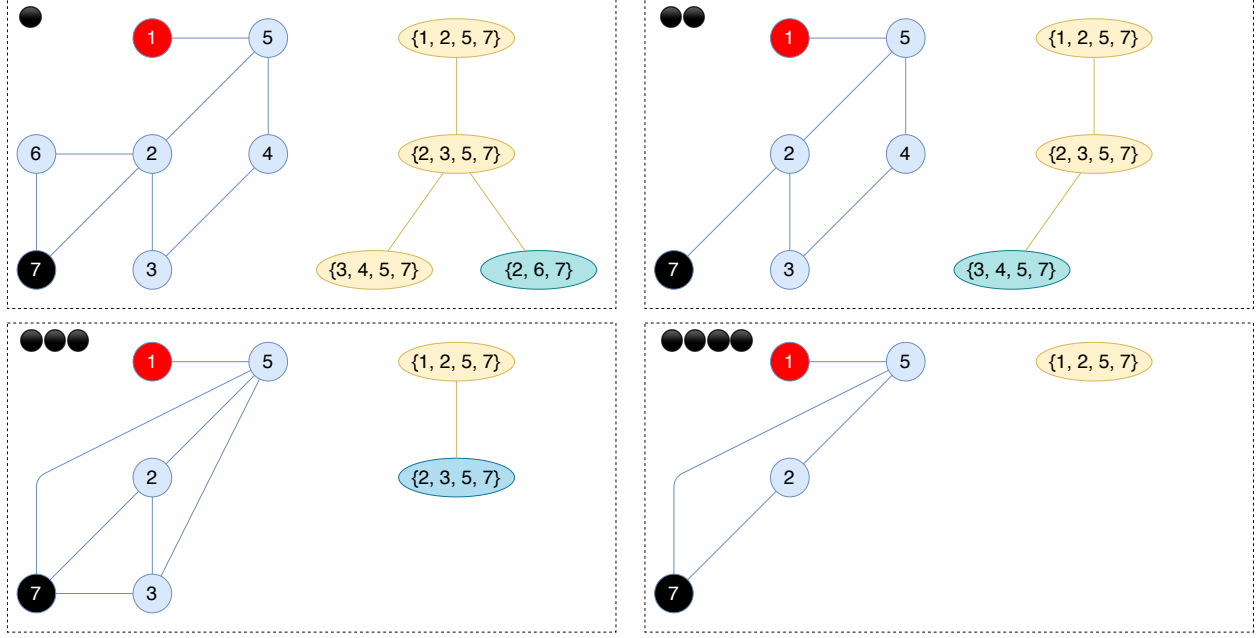 1 5 {1, 2, 5, 7}
6 2 4 {2, 3, 5, 7}
7 3 {3, 4, 5, 7} {2, 6, 7}
1 5 {1, 2, 5, 7}
2 4 {2, 3, 5, 7}
7 3 {3, 4, 5, 7}
1 5 {1, 2, 5, 7}
2 {2, 3, 5, 7}
7 3
1 5 {1, 2, 5, 7}
2
7